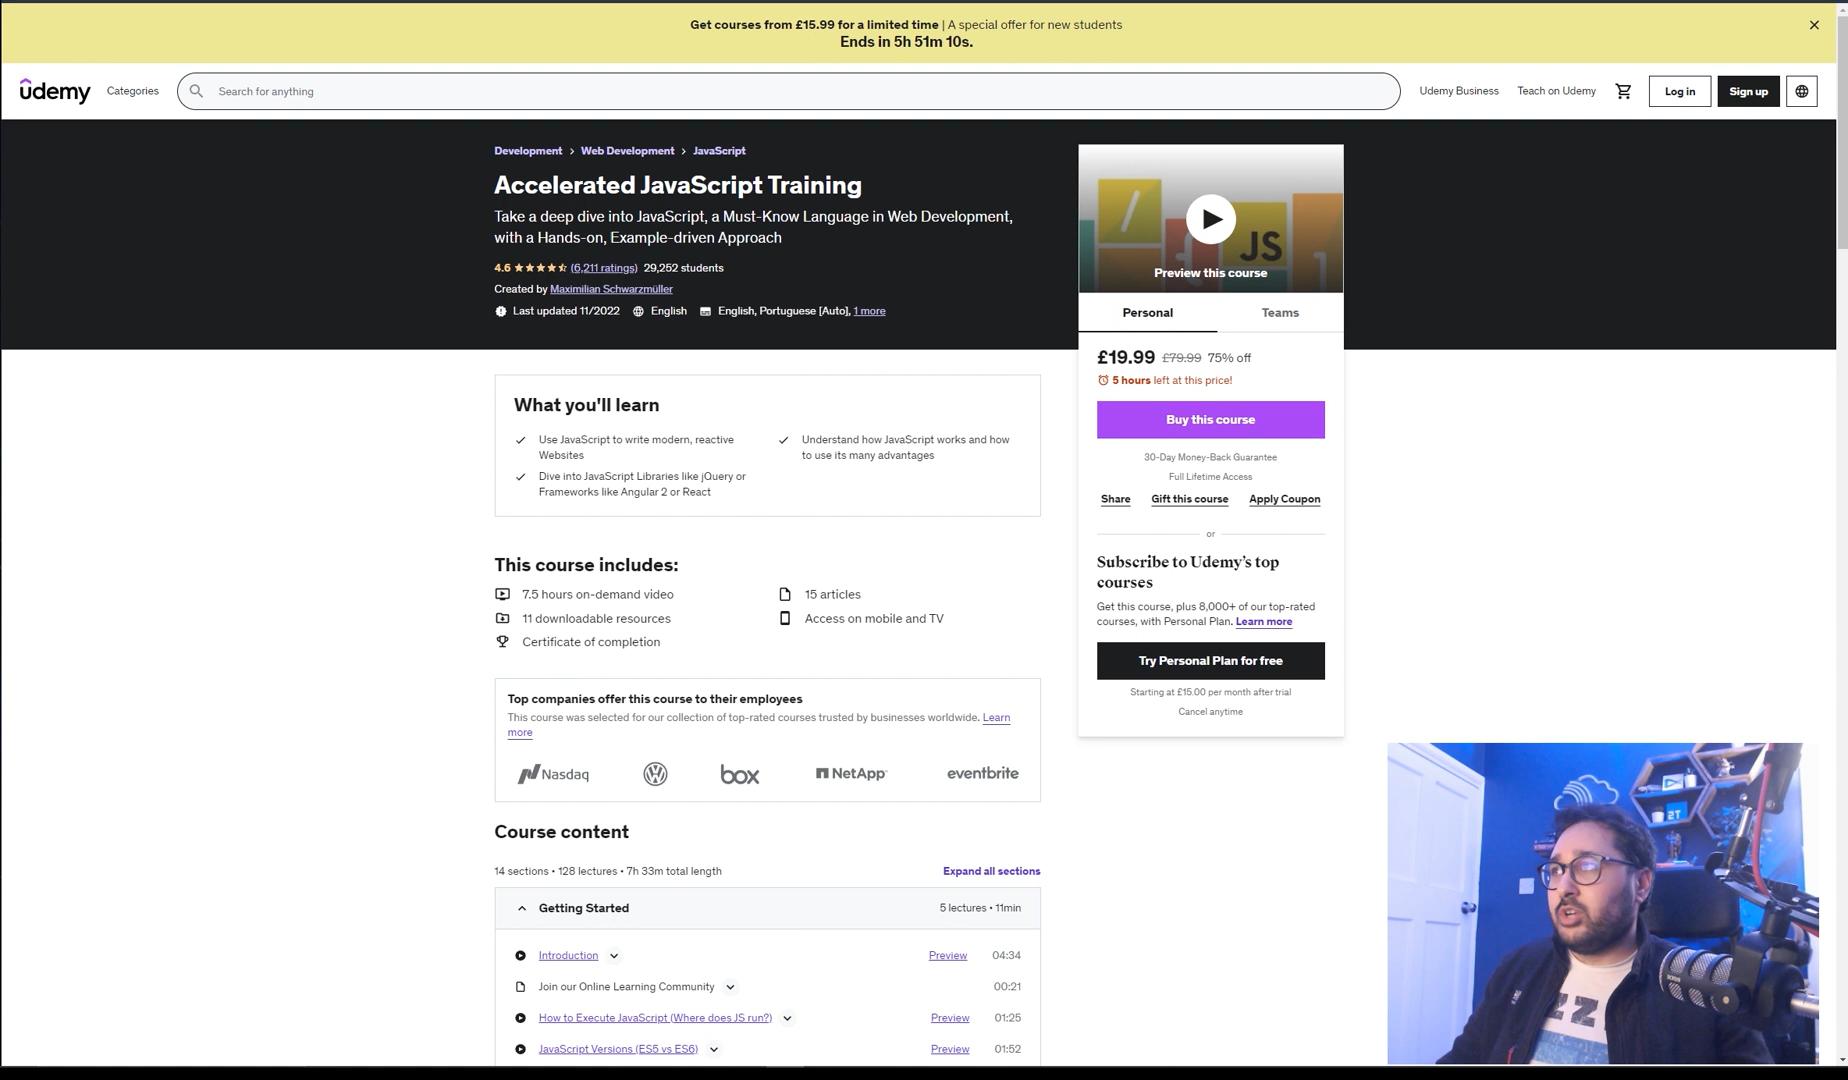 Get courses from £15.99 for a limited time | A special offer for new students
Ends in 5h 51m 10s.
udemy
Categories
Search for anything
Udemy Business
Teach on Udemy
Log in
Sign up
Development > Web Development > JavaScript
Accelerated JavaScript Training
Take a deep dive into JavaScript, a Must-Know Language in Web Development,
with a Hands-on, Example-driven Approach
4.6 (6,211 ratings) 29,252 students
Created by Maximilian Schwarzmüller
Last updated 11/2022 English English, Portuguese [Auto], 1 more
JS
Preview this course
Personal
Teams
£19.99 £79.99 75% off
5 hours left at this price!
Buy this course
30-Day Money-Back Guarantee
Full Lifetime Access
Share
Gift this course
Apply Coupon
or
Subscribe to Udemy's top
courses
Get this course, plus 8,000+ of our top-rated
courses, with Personal Plan. Learn more
Try Personal Plan for free
Starting at £15.00 per month after trial
Cancel anytime
What you'll learn
Use JavaScript to write modern, reactive
Websites
Dive into JavaScript Libraries like jQuery or
Frameworks like Angular 2 or React
Understand how JavaScript works and how
to use its many advantages
This course includes:
7.5 hours on-demand video
11 downloadable resources
Certificate of completion
15 articles
Access on mobile and TV
Top companies offer this course to their employees
This course was selected for our collection of top-rated courses trusted by businesses worldwide. Learn
more
Nasdaq
box
NetApp
eventbrite
Course content
14 sections • 128 lectures • 7h 33m total length
Expand all sections
Getting Started
5 lectures • 11min
Introduction
Preview
04:34
Join our Online Learning Community
00:21
How to Execute JavaScript (Where does JS run?)
Preview
01:25
JavaScript Versions (ES5 vs ES6)
Preview
01:52